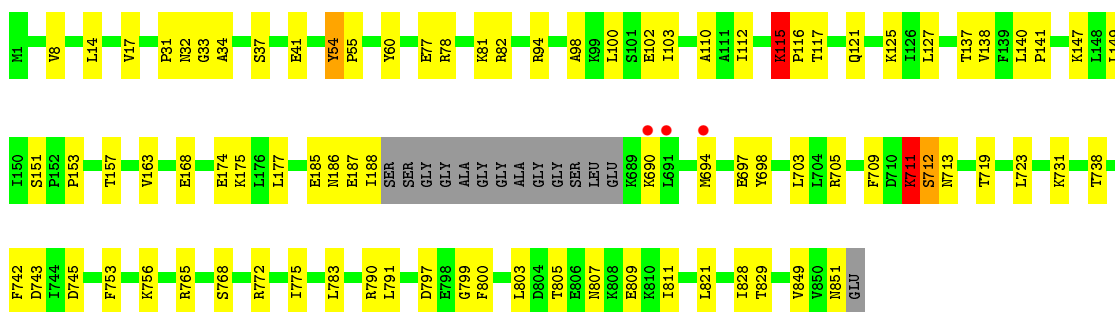 M1 V8 L14 V17 P31 N32 G33 A34 S37 E41 Y54 P55 Y60 E77 R78 K81 R82 R94 A98 K99 L100 S101 E102 I103 A110 A111 I112 K115 P116 T117 Q121 K125 I126 L127 T137 V138 F139 L140 P141 K147 L148 L149
I150 S151 P152 P153 T157 V163 E168 E174 K175 L176 L177 E185 N186 E187 I188 SER SER GLY GLY ALA GLY GLY ALA GLY GLY SER LEU GLU K689 K690 L691 M694 E697 Y698 L703 L704 R705 F709 D710 K711 S712 N713 T719 L723 K731 T738
F742 D743 I744 D745 F753 K756 R765 S768 R772 I775 L783 R790 L791 D797 E798 G799 F800 L803 D804 T805 E806 N807 K808 E809 K810 I811 L821 I828 T829 V849 V850 N851 GLU